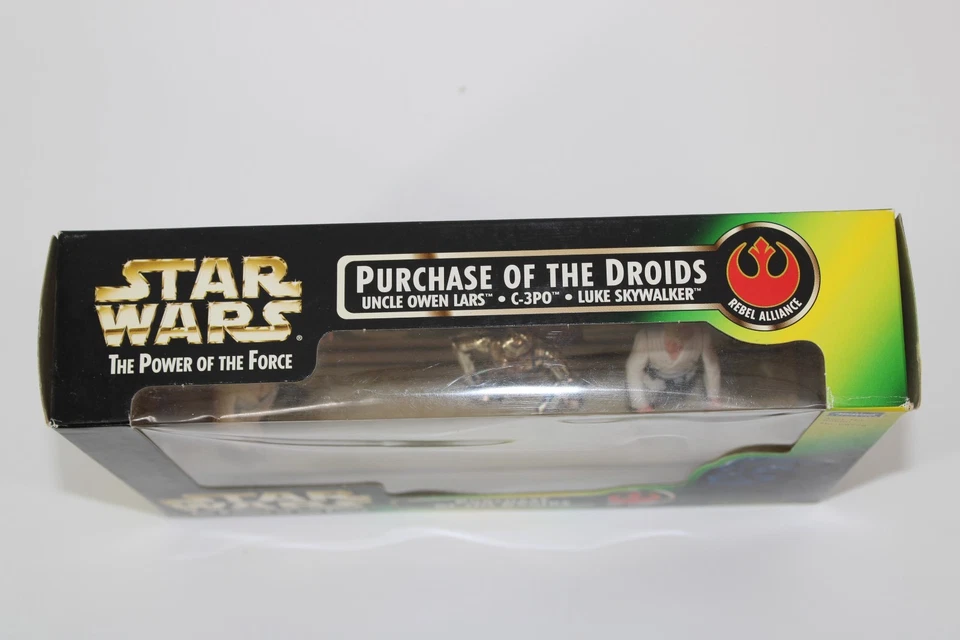 STAR
WARS®
THE POWER OF THE FORCE
PURCHASE OF THE DROIDS
UNCLE OWEN LARS™ • C-3PO™ • LUKE SKYWALKER™
REBEL ALLIANCE
STAR